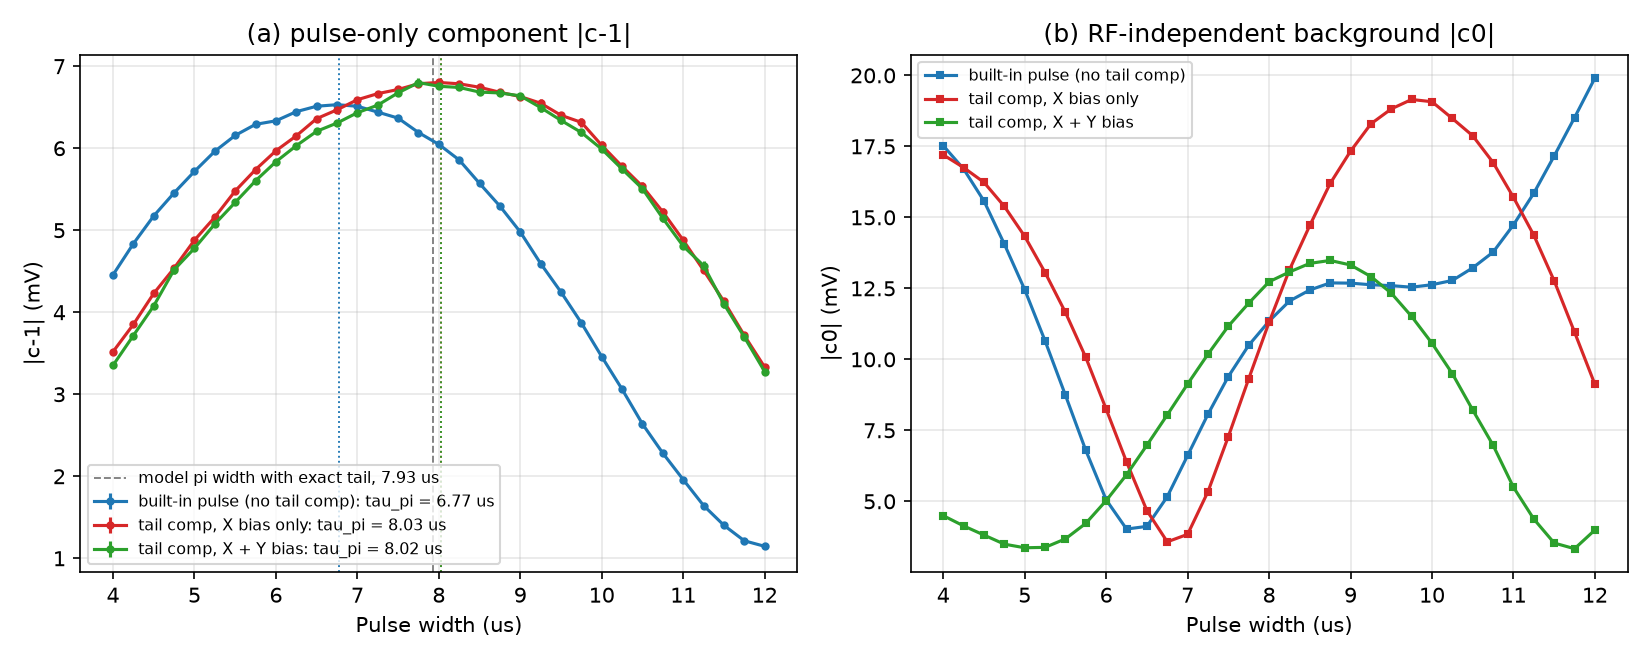 (a) pulse-only component |c-1|
|c-1| (mV)
7
6
5
4
3
2
1
model pi width with exact tail, 7.93 us
built-in pulse (no tail comp): tau_pi = 6.77 us
tail comp, X bias only: tau_pi = 8.03 us
tail comp, X + Y bias: tau_pi = 8.02 us
4 5 6 7 8 9 10 11 12
Pulse width (us)
(b) RF-independent background |c0|
|c0| (mV)
20.0
17.5
15.0
12.5
10.0
7.5
5.0
built-in pulse (no tail comp)
tail comp, X bias only
tail comp, X + Y bias
4 5 6 7 8 9 10 11 12
Pulse width (us)